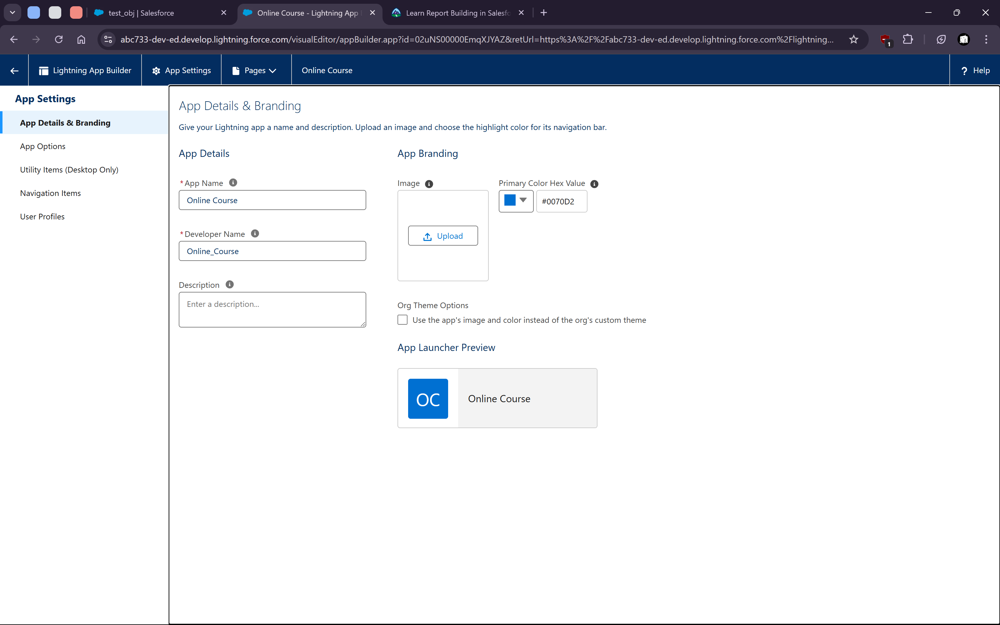 test_obj | Salesforce
Online Course - Lightning App
Learn Report Building in Salesfo
abc733-dev-ed.develop.lightning.force.com/visualEditor/appBuilder.app?id=02uNS00000EmqXJYAZ&retUrl=https%3A%2F%2Fabc733-dev-ed.develop.lightning.force.com%2Flightning...
1
Lightning App Builder
App Settings
Pages
Online Course
? Help
App Settings
App Details & Branding
App Options
Utility Items (Desktop Only)
Navigation Items
User Profiles
App Details & Branding
Give your Lightning app a name and description. Upload an image and choose the highlight color for its navigation bar.
App Details
*App Name
Online Course
*Developer Name
Online_Course
Description
Enter a description...
App Branding
Image
Upload
Primary Color Hex Value
#0070D2
Org Theme Options
Use the app's image and color instead of the org's custom theme
App Launcher Preview
OC
Online Course